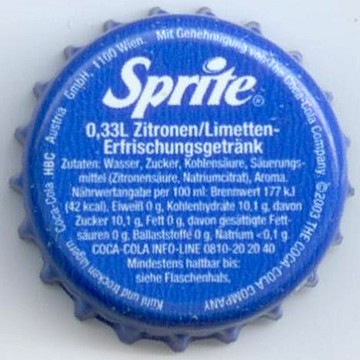 Sprite®
0,33L Zitronen/Limetten-
Erfrischungsgetränk
Zutaten: Wasser, Zucker, Kohlensäure, Säuerungs-
mittel (Zitronensäure, Natriumcitrat), Aroma.
Nährwertangabe per 100 ml: Brennwert 177 kJ
(42 kcal), Eiweiß 0 g, Kohlenhydrate 10,1 g, davon
Zucker 10,1 g, Fett 0 g, davon gesättigte Fett-
säuren 0 g, Ballaststoffe 0 g, Natrium <0,1 g
COCA-COLA INFO-LINE 0810-20 20 40
Mindestens haltbar bis:
siehe Flaschenhals.
Kühl und trocken lagern. Coca-Cola HBC Austria GmbH, 1100 Wien. Mit Genehmigung von The Coca-Cola Company. ©2003 THE COCA-COLA COMPANY